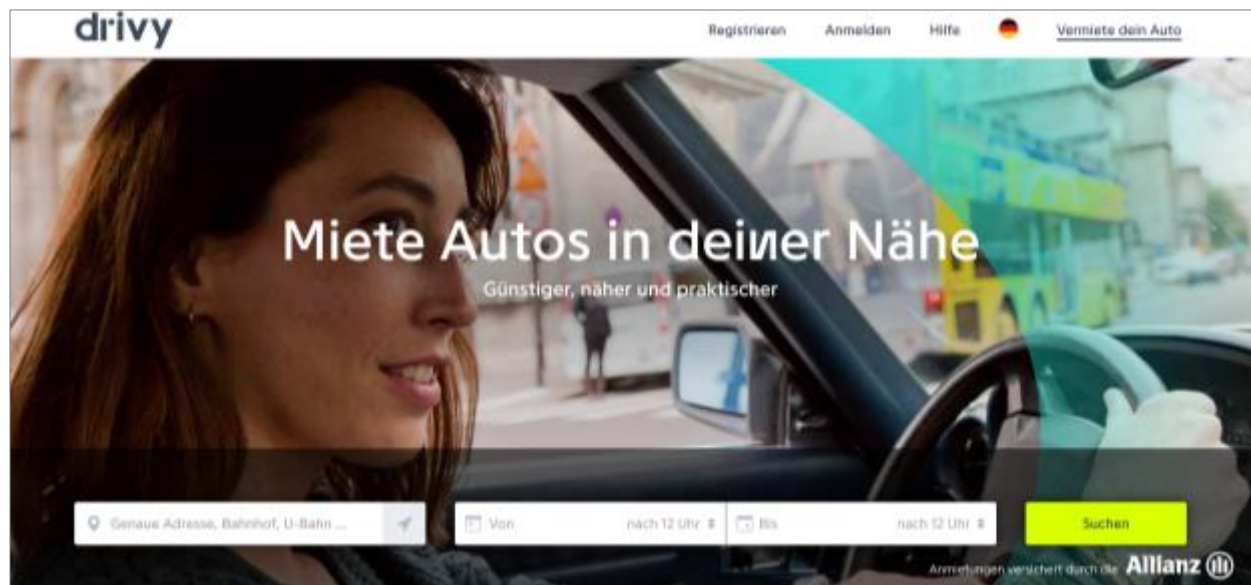 drivy
Registrieren Anmelden Hilfe Vermiete dein Auto
Miete Autos in deiner Nähe
Günstiger, näher und praktischer
Genaue Adresse, Bahnhof, U-Bahn ...
Von nach 12 Uhr Bis nach 12 Uhr Suchen
Anmietungen versichert durch die Allianz